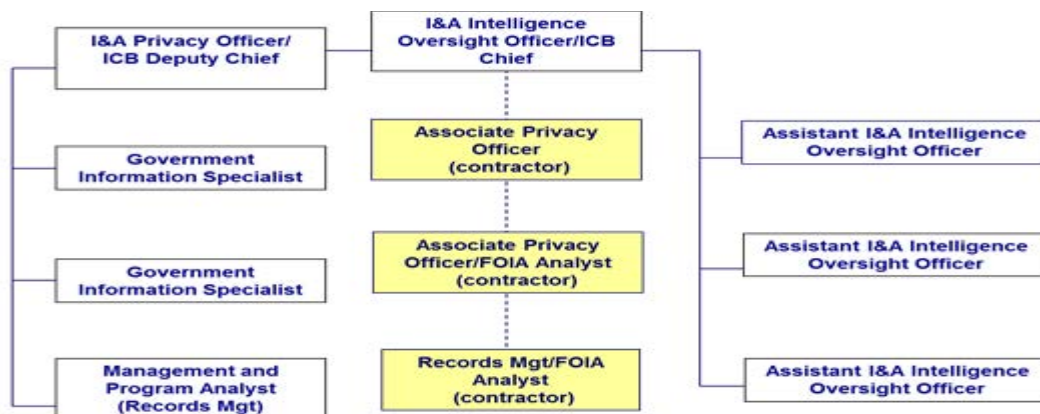 I&A Privacy Officer/
ICB Deputy Chief
I&A Intelligence
Oversight Officer/ICB
Chief
Government
Information Specialist
Associate Privacy
Officer
(contractor)
Assistant I&A Intelligence
Oversight Officer
Government
Information Specialist
Associate Privacy
Officer/FOIA Analyst
(contractor)
Assistant I&A Intelligence
Oversight Officer
Management and
Program Analyst
(Records Mgt)
Records Mgt/FOIA
Analyst
(contractor)
Assistant I&A Intelligence
Oversight Officer